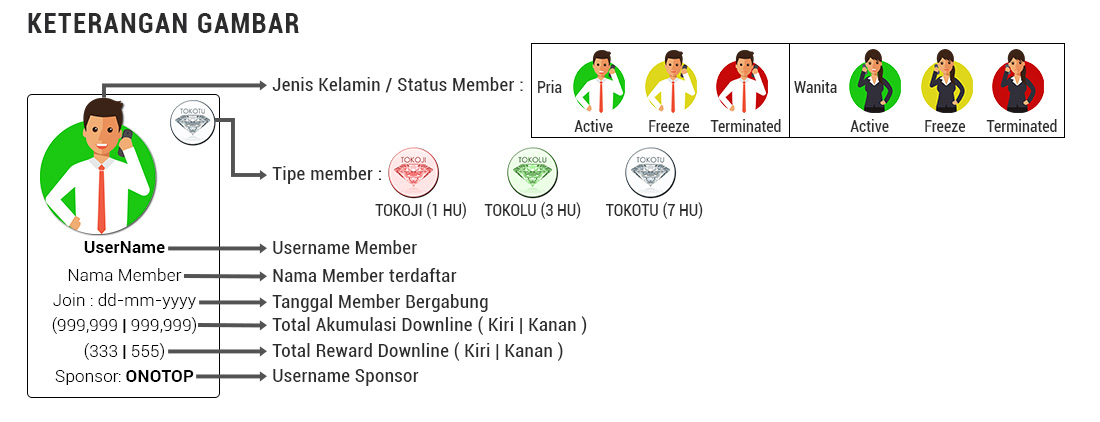 KETERANGAN GAMBAR
Jenis Kelamin / Status Member :
Pria
Active
Freeze
Terminated
Wanita
Active
Freeze
Terminated
TOKOTU
Tipe member :
TOKOJI
TOKOLU
TOKOTU
TOKOJI (1 HU)
TOKOLU (3 HU)
TOKOTU (7 HU)
UserName
Username Member
Nama Member
Nama Member terdaftar
Join : dd-mm-yyyy
Tanggal Member Bergabung
(999,999 | 999,999)
Total Akumulasi Downline ( Kiri | Kanan )
(333 | 555)
Total Reward Downline ( Kiri | Kanan )
Sponsor: ONOTOP
Username Sponsor